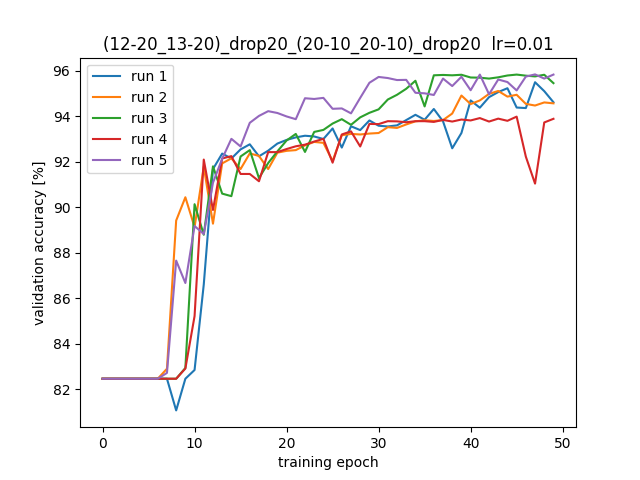 (12-20_13-20)_drop20_(20-10_20-10)_drop20  lr=0.01
run 1
run 2
run 3
run 4
run 5
validation accuracy [%]
96
94
92
90
88
86
84
82
0 10 20 30 40 50
training epoch